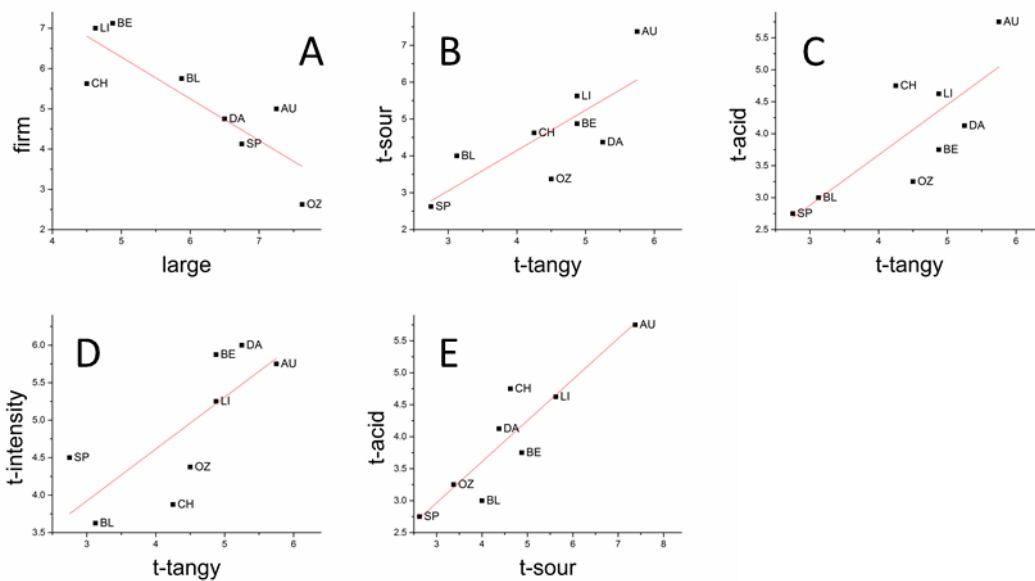 A
firm
7
6
5
4
3
2
LI
BE
CH
BL
DA
AU
SP
OZ
4
5
6
7
large
B
t-sour
7
6
5
4
3
2
AU
LI
BE
CH
DA
BL
OZ
SP
3
4
5
6
t-tangy
C
t-acid
5.5
5.0
4.5
4.0
3.5
3.0
2.5
AU
CH
LI
DA
BE
OZ
BL
SP
3
4
5
6
t-tangy
D
t-intensity
6.0
5.5
5.0
4.5
4.0
3.5
DA
BE
AU
LI
SP
OZ
CH
BL
3
4
5
6
t-tangy
E
t-acid
5.5
5.0
4.5
4.0
3.5
3.0
2.5
AU
CH
LI
DA
BE
OZ
BL
SP
3
4
5
6
7
8
t-sour